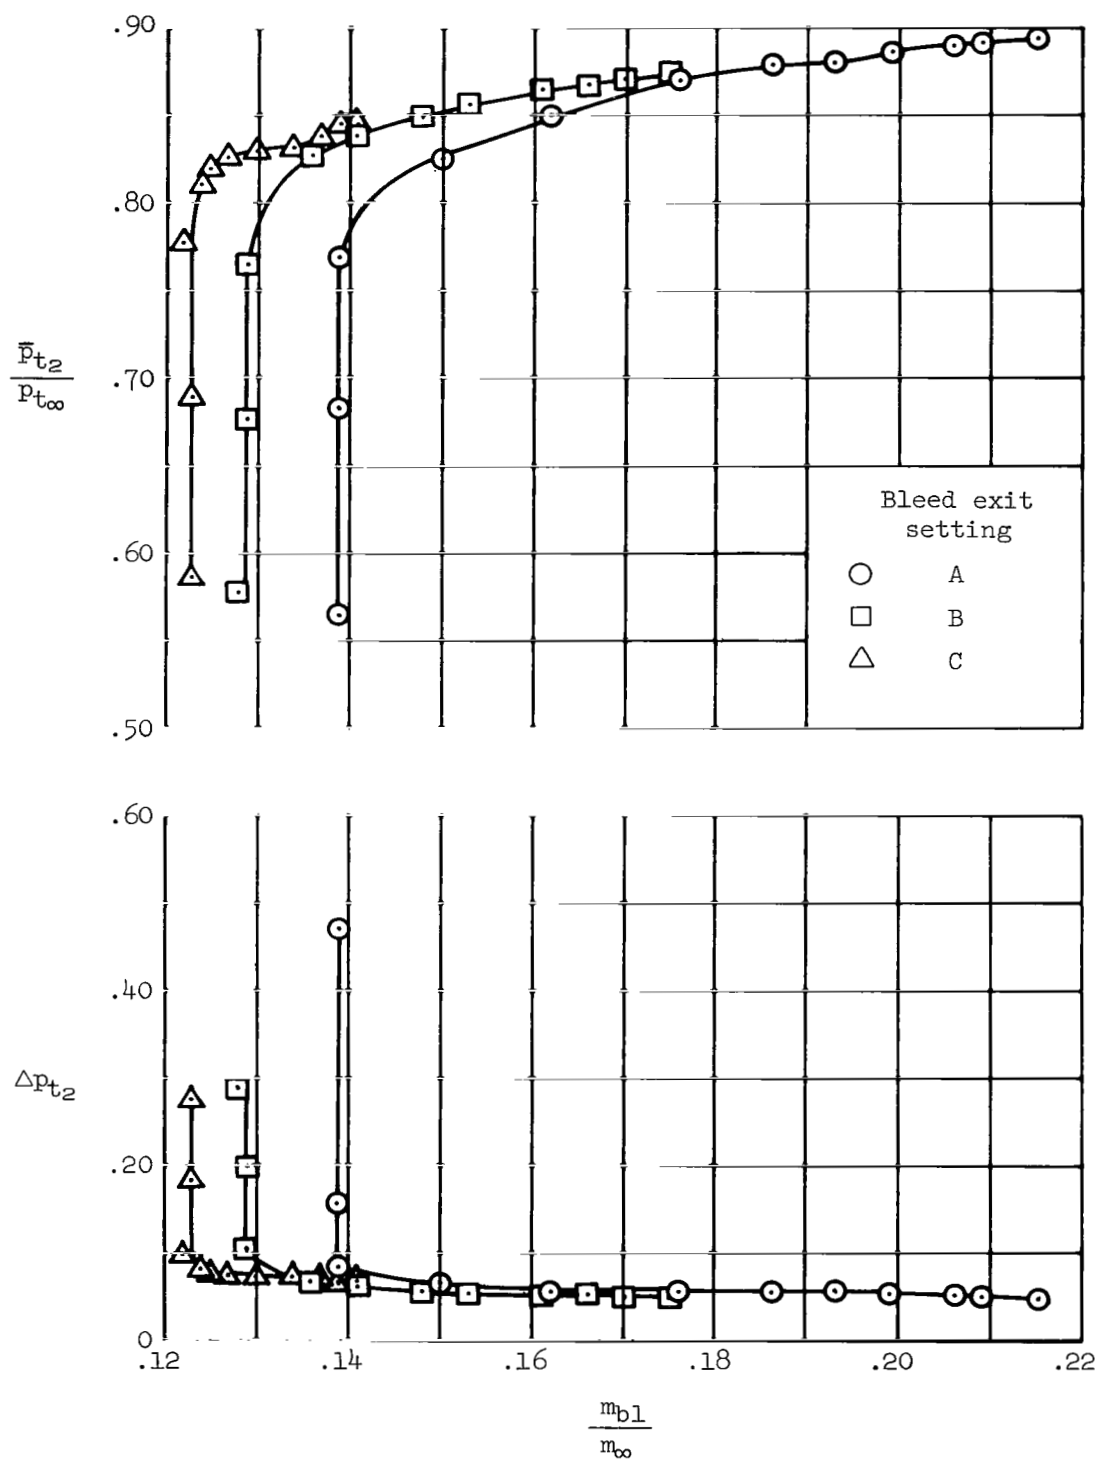 .90
.80
.70
.60
.50
p̄t2
pt∞
Bleed exit
setting
A
B
C
.60
.40
.20
0
Δpt2
.12 .14 .16 .18 .20 .22
mbl
m∞